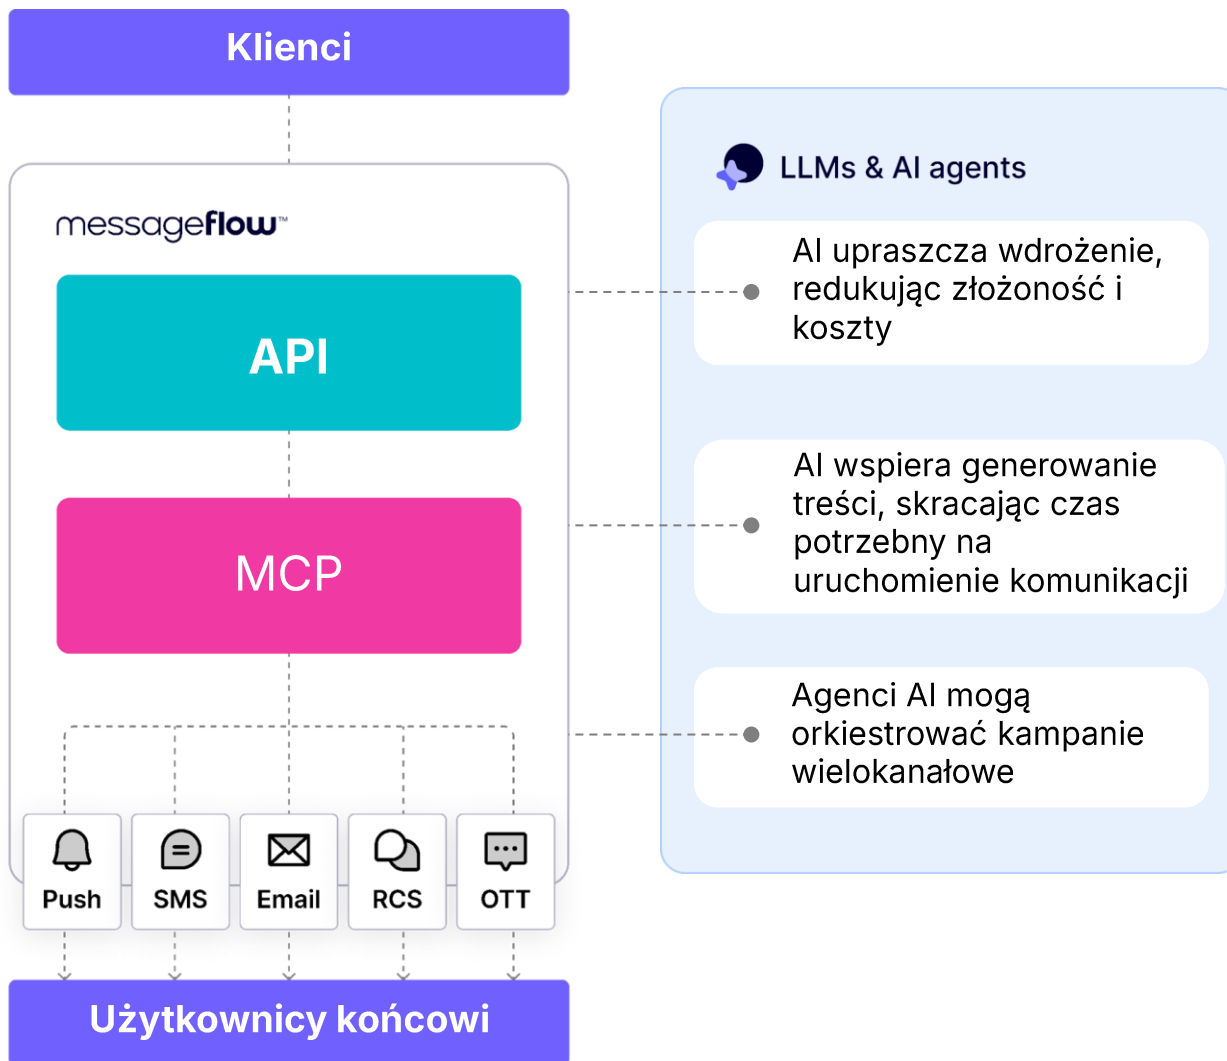 Klienci
messageflow™
API
MCP
Push
SMS
Email
RCS
OTT
Użytkownicy końcowi
LLMs & AI agents
AI upraszcza wdrożenie,
redukując złożoność i
koszty
AI wspiera generowanie
treści, skracając czas
potrzebny na
uruchomienie komunikacji
Agenci AI mogą
orkiestrować kampanie
wielokanałowe